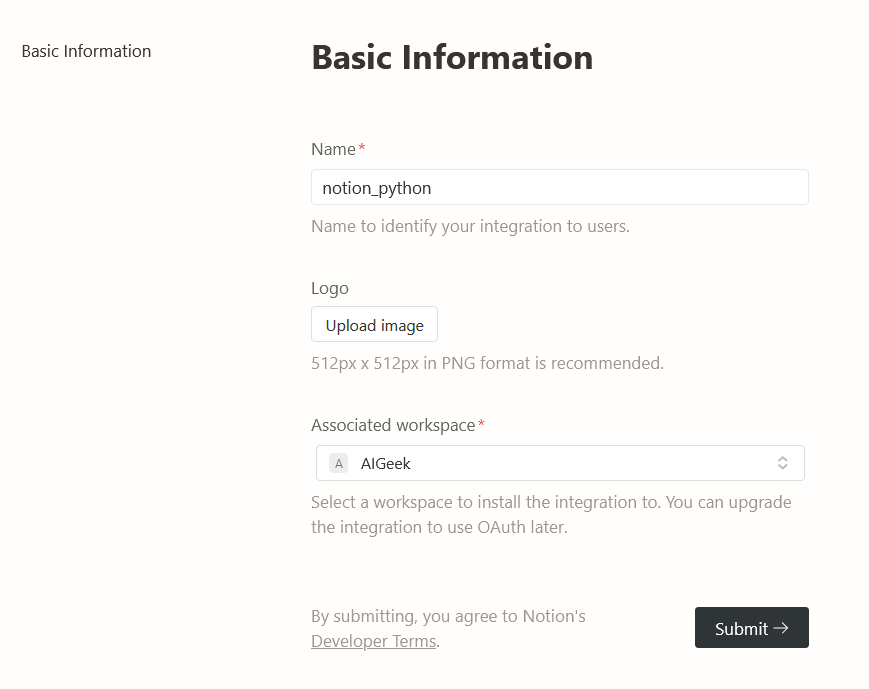 Basic Information
Basic Information
Name*
notion_python
Name to identify your integration to users.
Logo
Upload image
512px x 512px in PNG format is recommended.
Associated workspace*
A AIGeek
Select a workspace to install the integration to. You can upgrade
the integration to use OAuth later.
By submitting, you agree to Notion's
Developer Terms.
Submit →